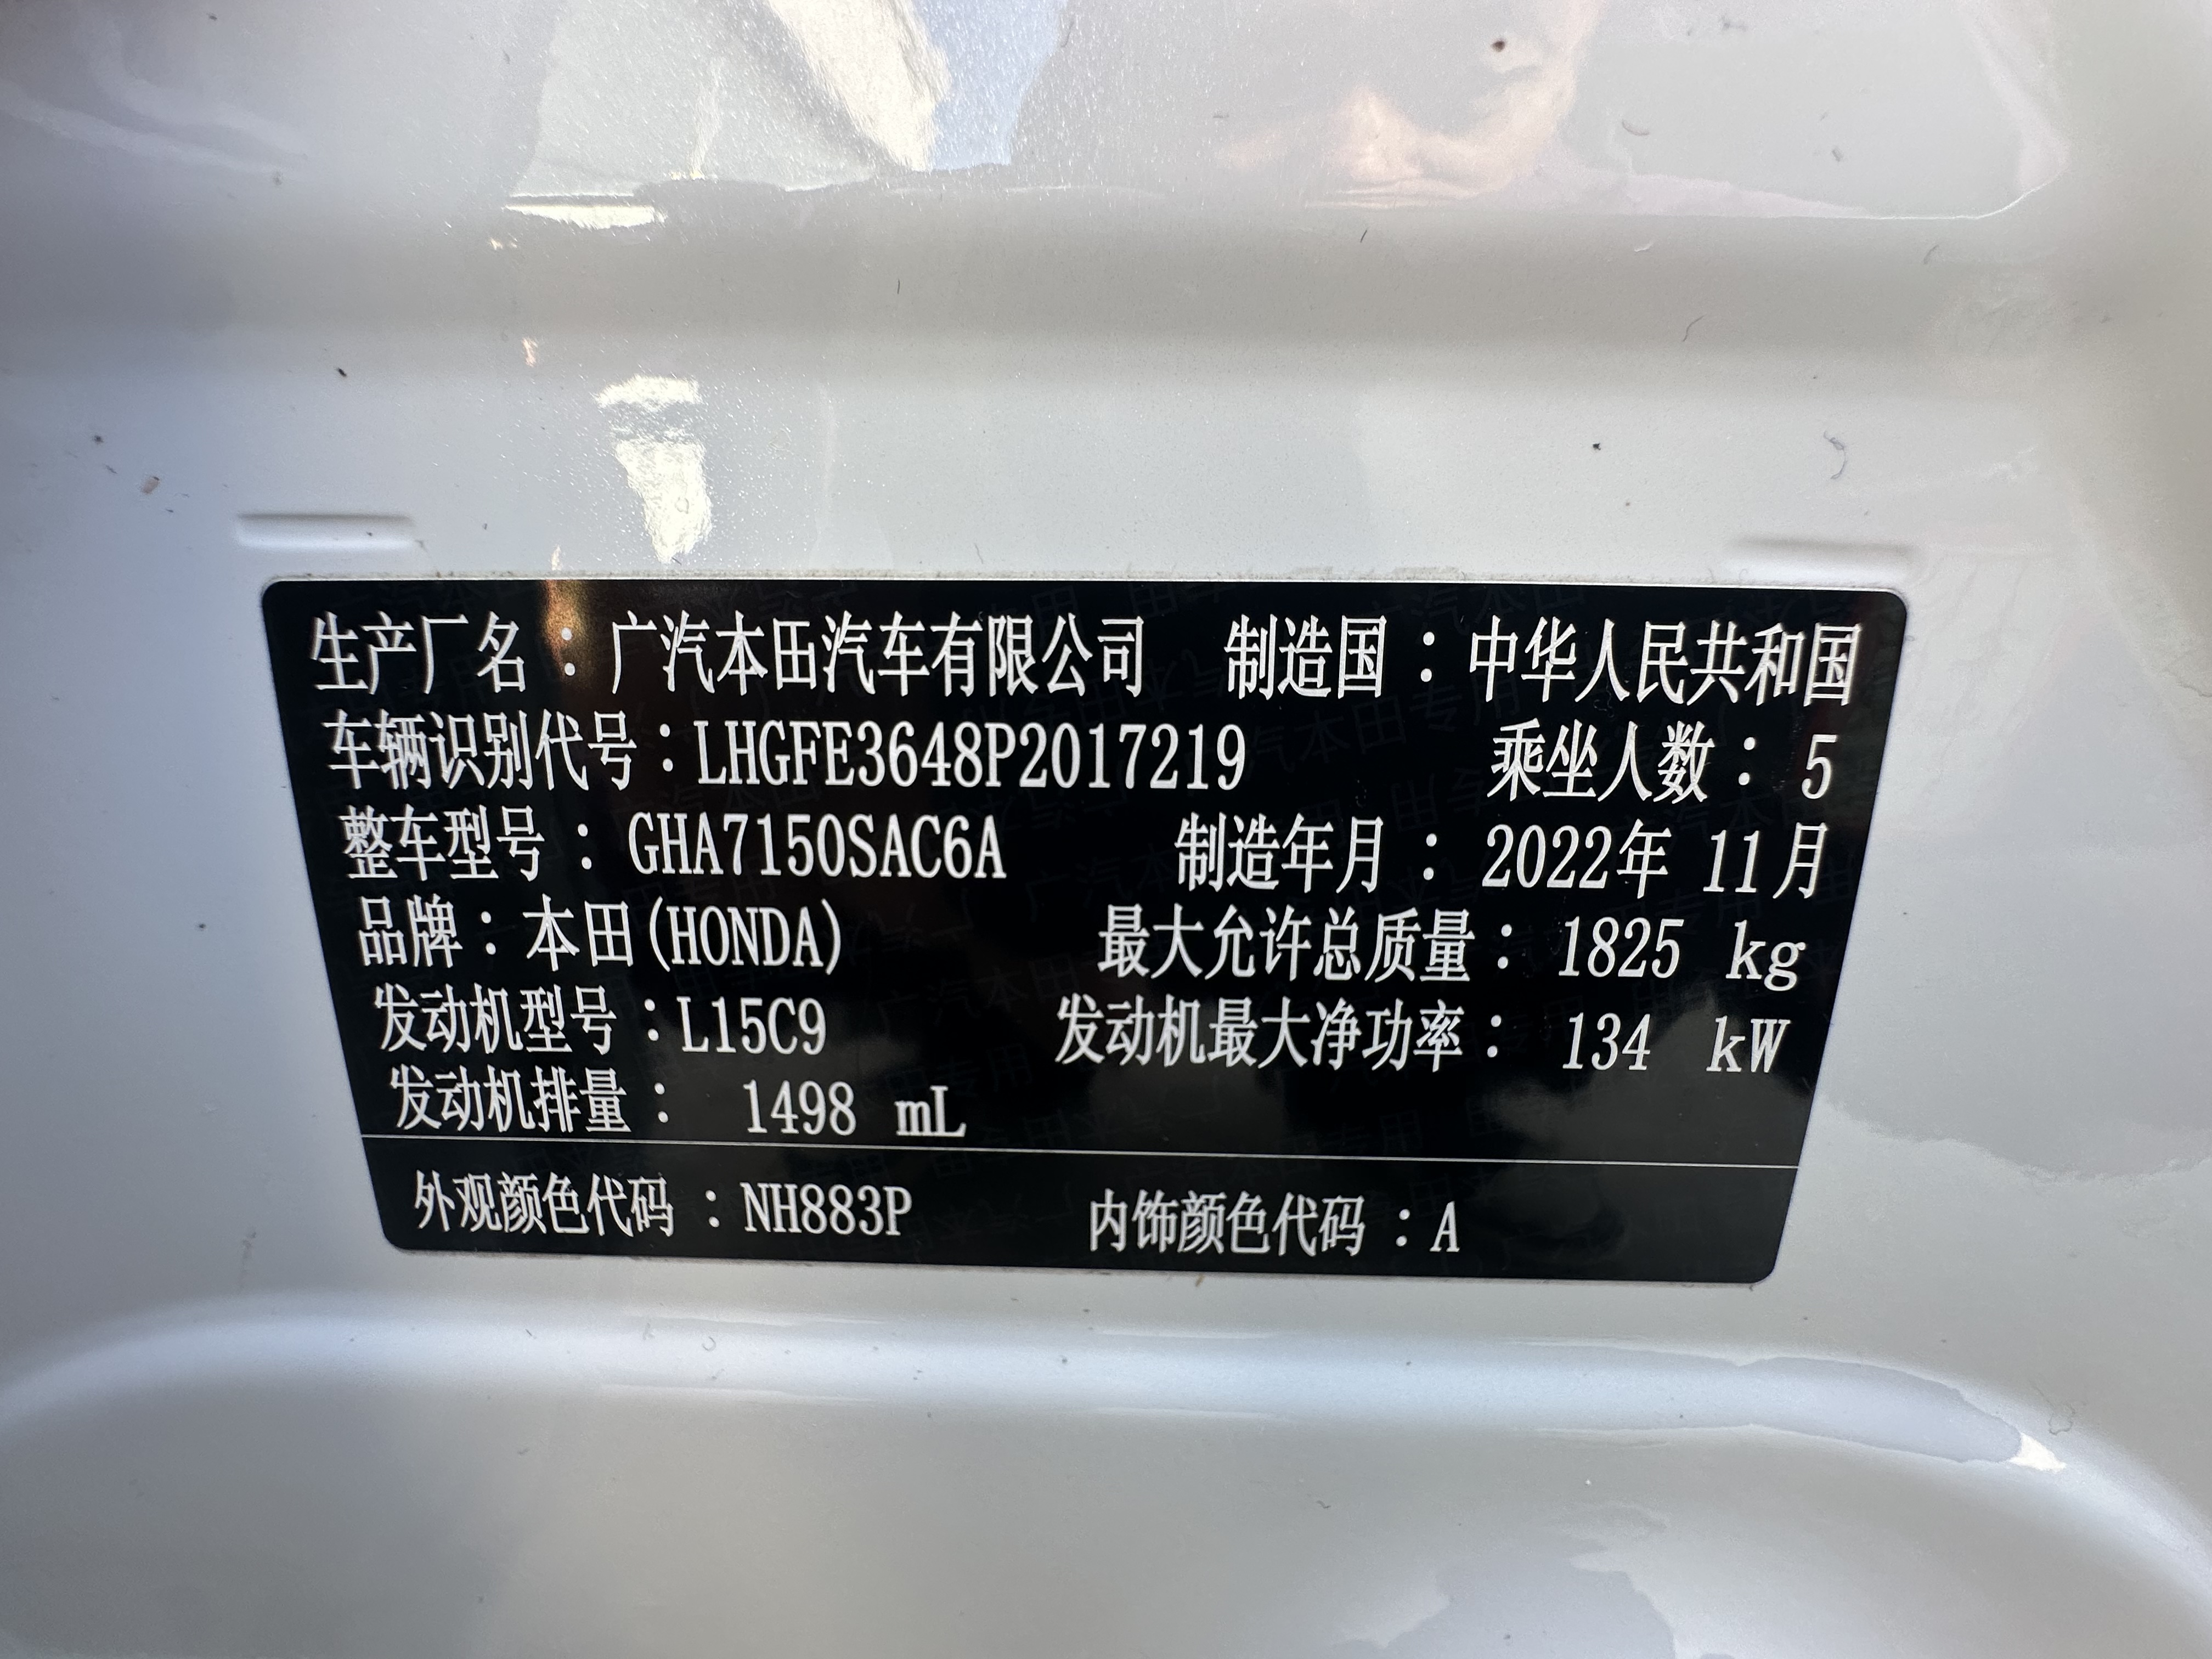 生产厂名：广汽本田汽车有限公司 制造国：中华人民共和国
车辆识别代号：LHGFE3648P2017219 乘坐人数：5
整车型号：GHA7150SAC6A 制造年月：2022年 11月
品牌：本田(HONDA) 最大允许总质量：1825 kg
发动机型号：L15C9 发动机最大净功率：134 kW
发动机排量： 1498 mL
外观颜色代码：NH883P 内饰颜色代码：A